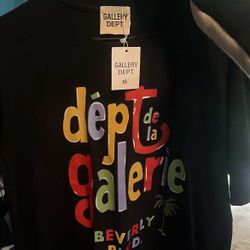 GALLERY
DEPT.
GALLERY
DEPT.
M
dépt de
la
galerie
BEVERLY
BLVD.